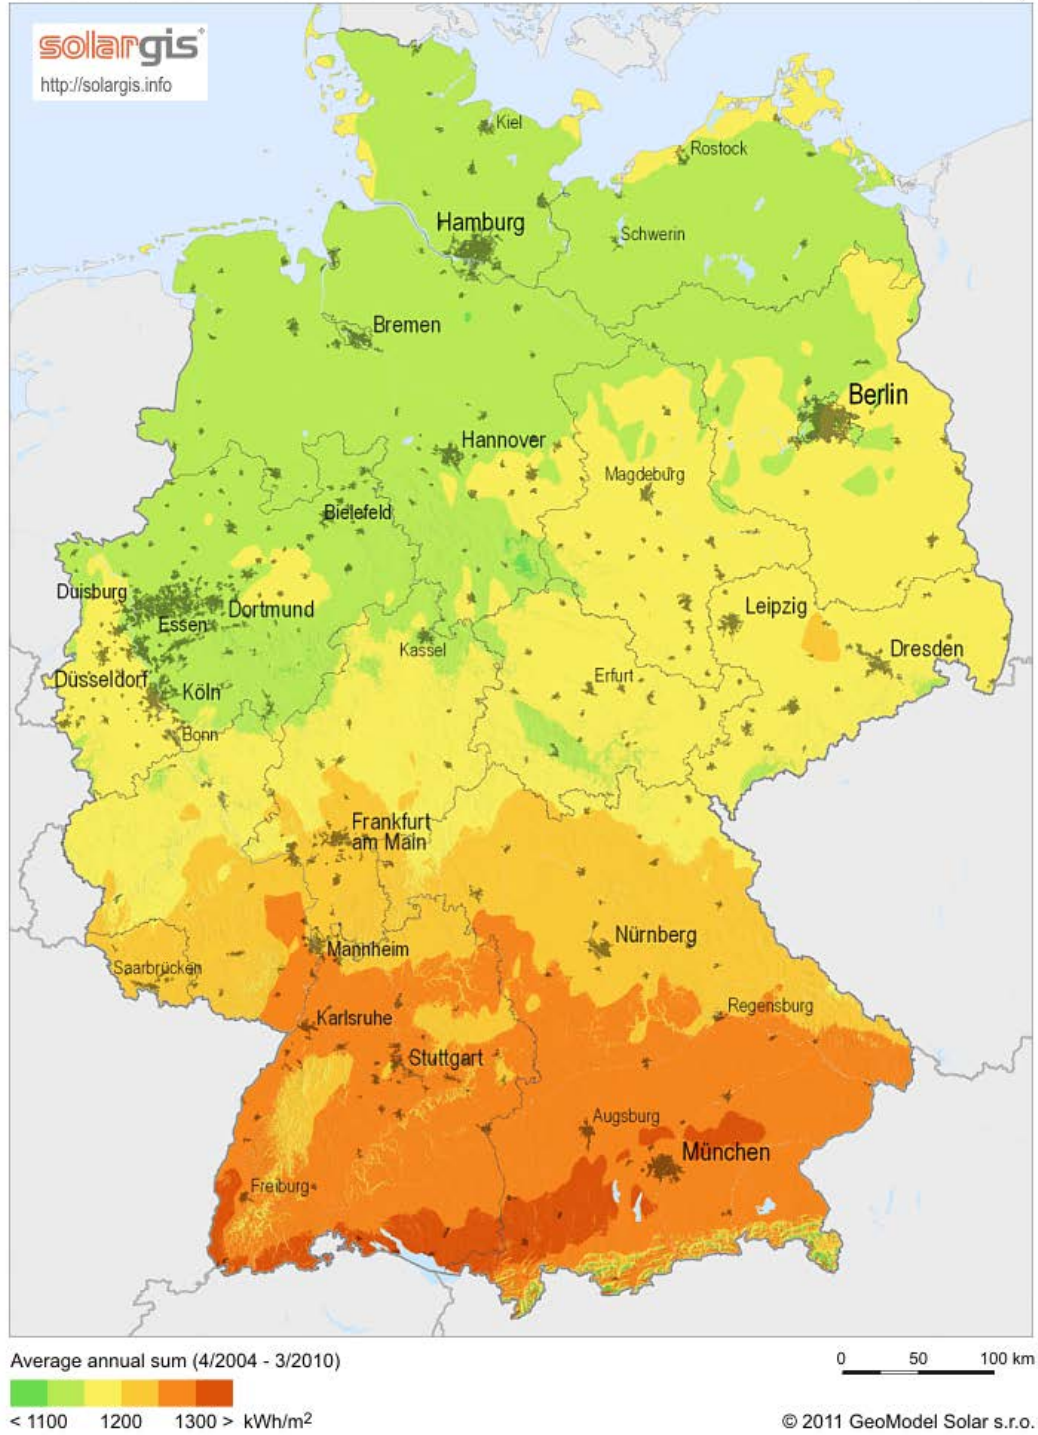 solargis
http://solargis.info
Kiel
Rostock
Hamburg
Schwerin
Bremen
Berlin
Hannover
Magdeburg
Bielefeld
Duisburg
Dortmund
Essen
Leipzig
Kassel
Dresden
Düsseldorf
Köln
Erfurt
Bonn
Frankfurt
am Main
Nürnberg
Mannheim
Saarbrücken
Regensburg
Karlsruhe
Stuttgart
Augsburg
München
Freiburg
Average annual sum (4/2004 - 3/2010)
0 50 100 km
< 1100 1200 1300 > kWh/m²
© 2011 GeoModel Solar s.r.o.